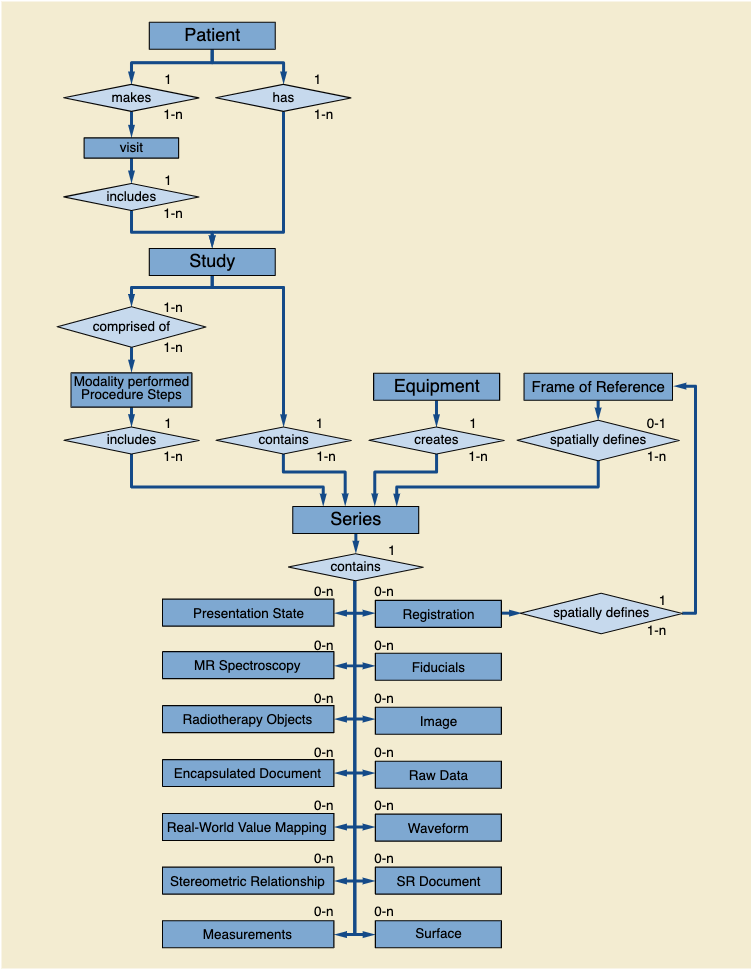 Patient
1
1
makes
has
1-n
1-n
visit
1
includes
1-n
Study
1-n
comprised of
1-n
Modality performed
Procedure Steps
Equipment
Frame of Reference
1
1
1
0-1
includes
contains
creates
spatially defines
1-n
1-n
1-n
1-n
Series
1
contains
0-n
0-n
Presentation State
Registration
1
spatially defines
1-n
0-n
0-n
MR Spectroscopy
Fiducials
0-n
0-n
Radiotherapy Objects
Image
0-n
0-n
Encapsulated Document
Raw Data
0-n
0-n
Real-World Value Mapping
Waveform
0-n
0-n
Stereometric Relationship
SR Document
0-n
0-n
Measurements
Surface